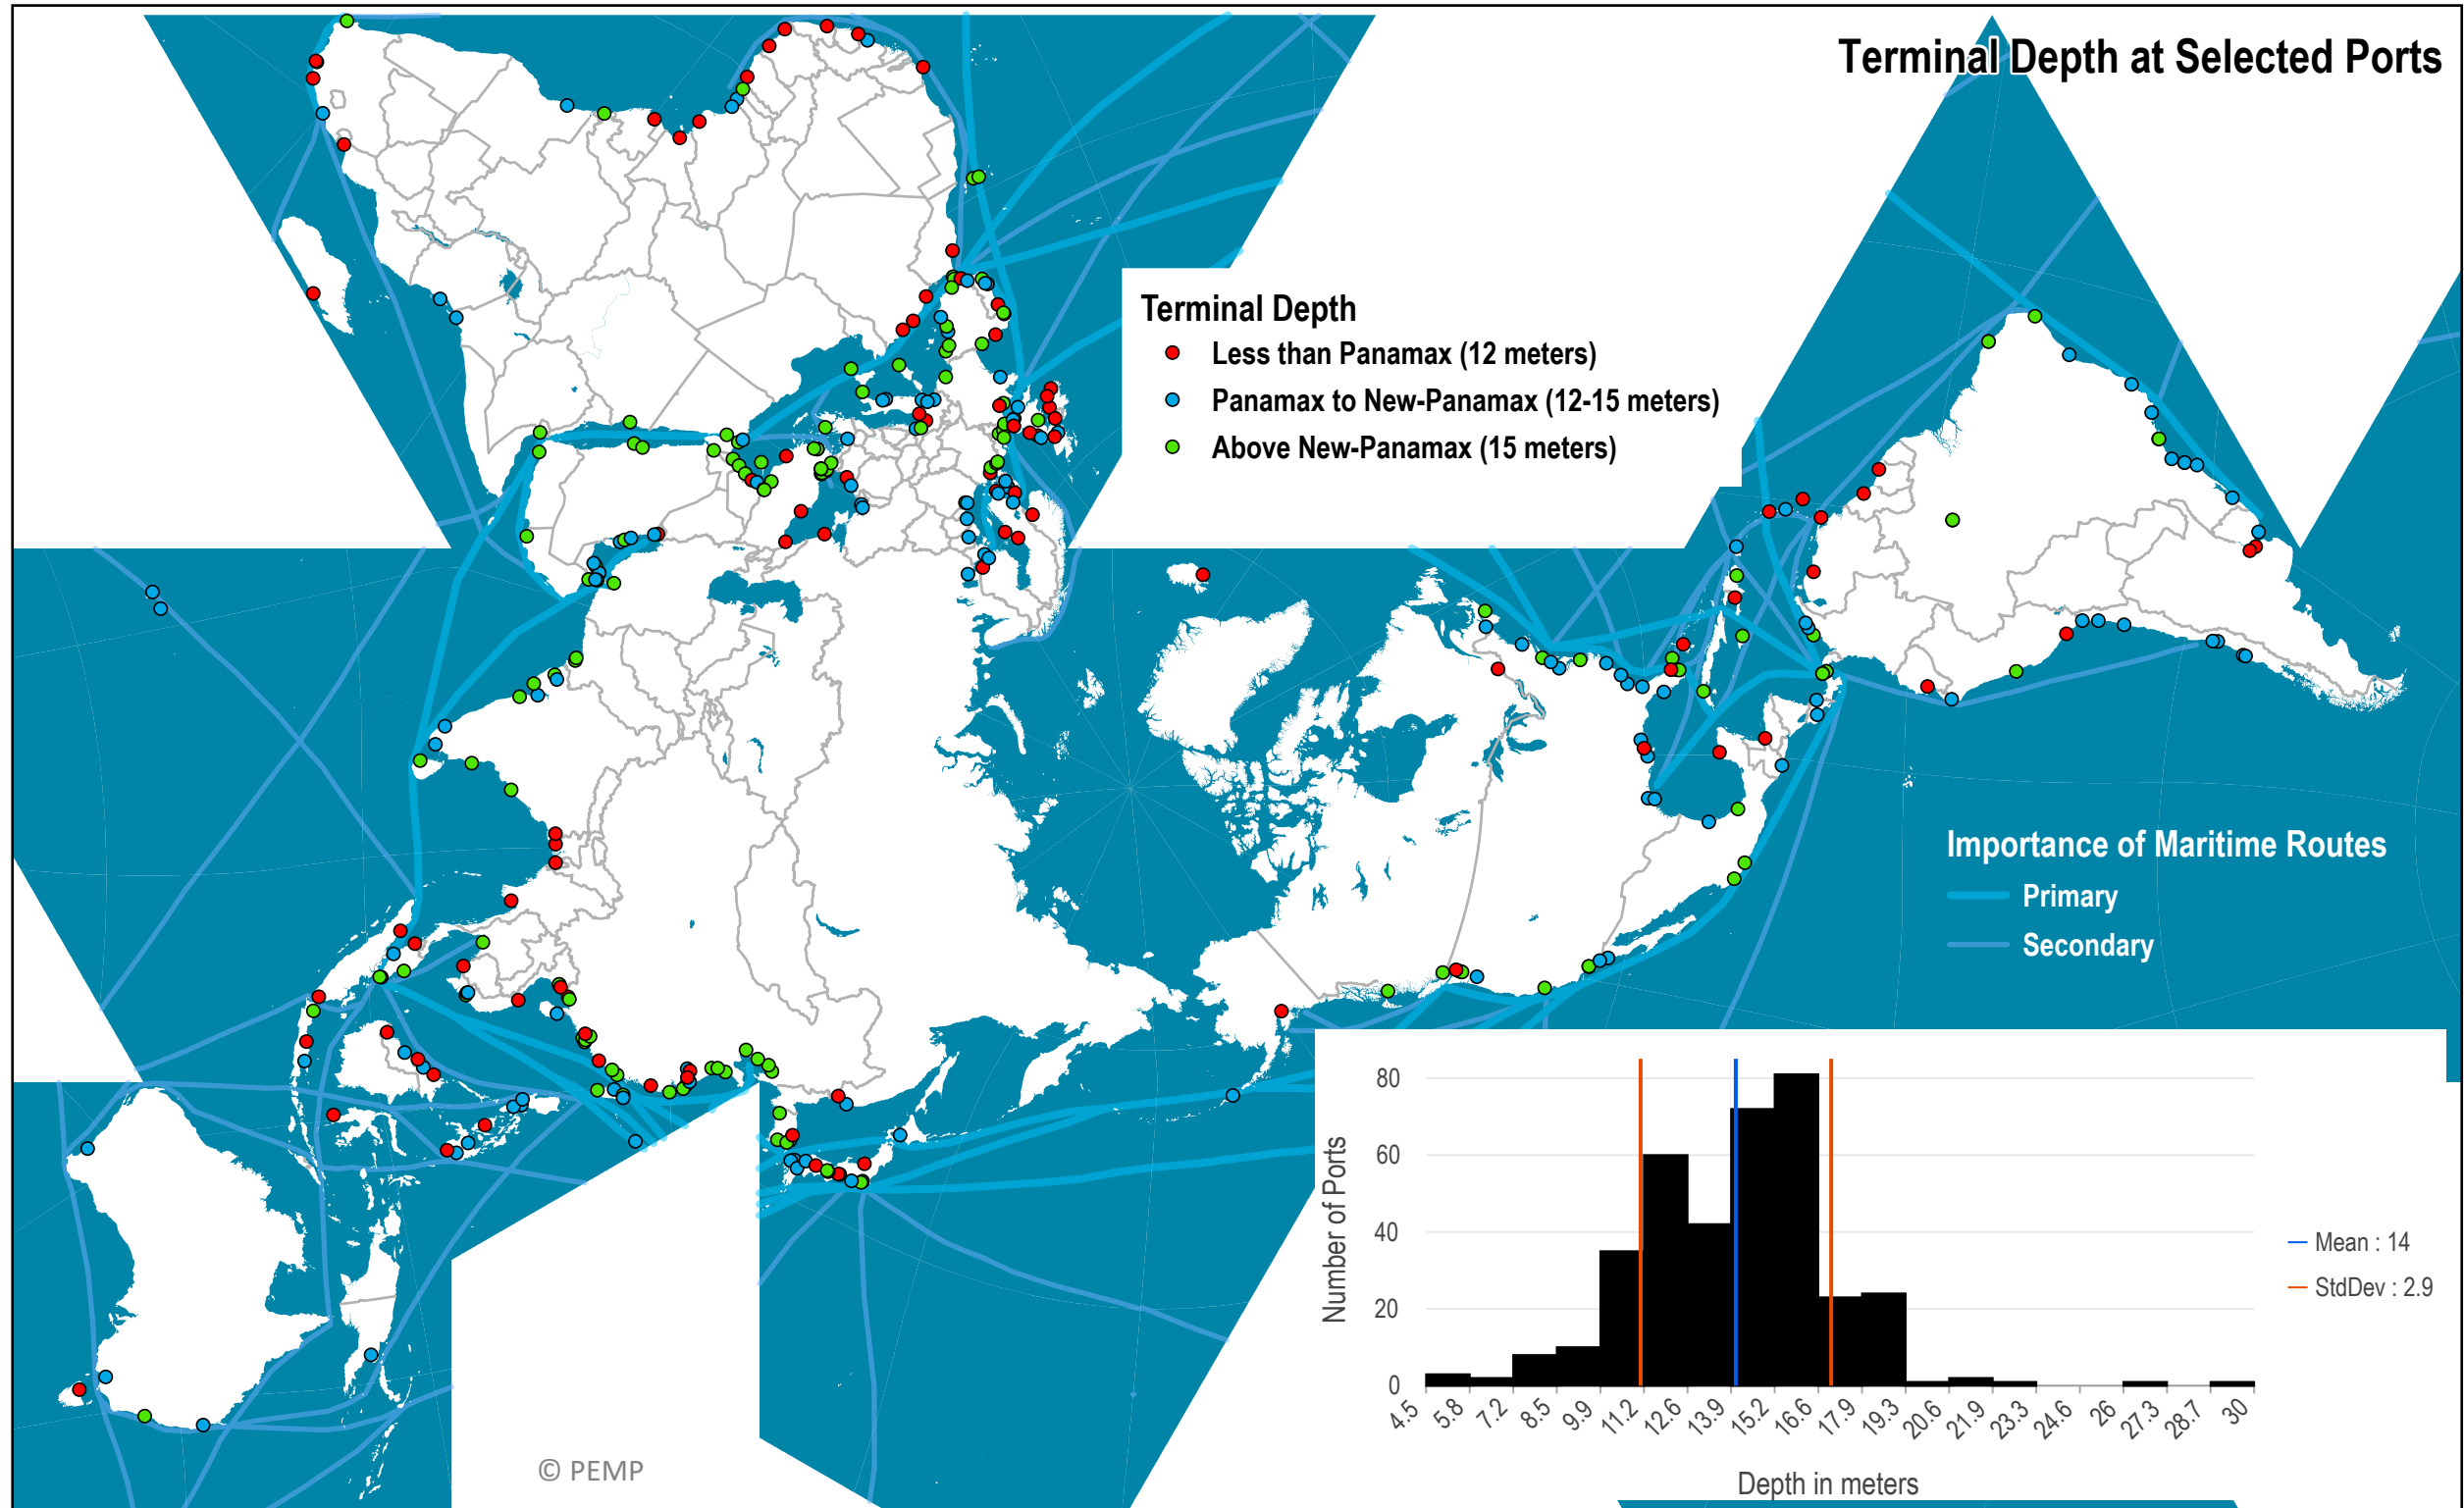 Terminal Depth at Selected Ports
Terminal Depth
Less than Panamax (12 meters)
Panamax to New-Panamax (12-15 meters)
Above New-Panamax (15 meters)
Importance of Maritime Routes
Primary
Secondary
Number of Ports
80
60
40
20
0
4.5 5.8 7.2 8.5 9.9 11.2 12.6 13.9 15.2 16.6 17.9 19.3 20.6 21.9 23.3 24.6 26 27.3 28.7 30
Depth in meters
Mean : 14
StdDev : 2.9
© PEMP